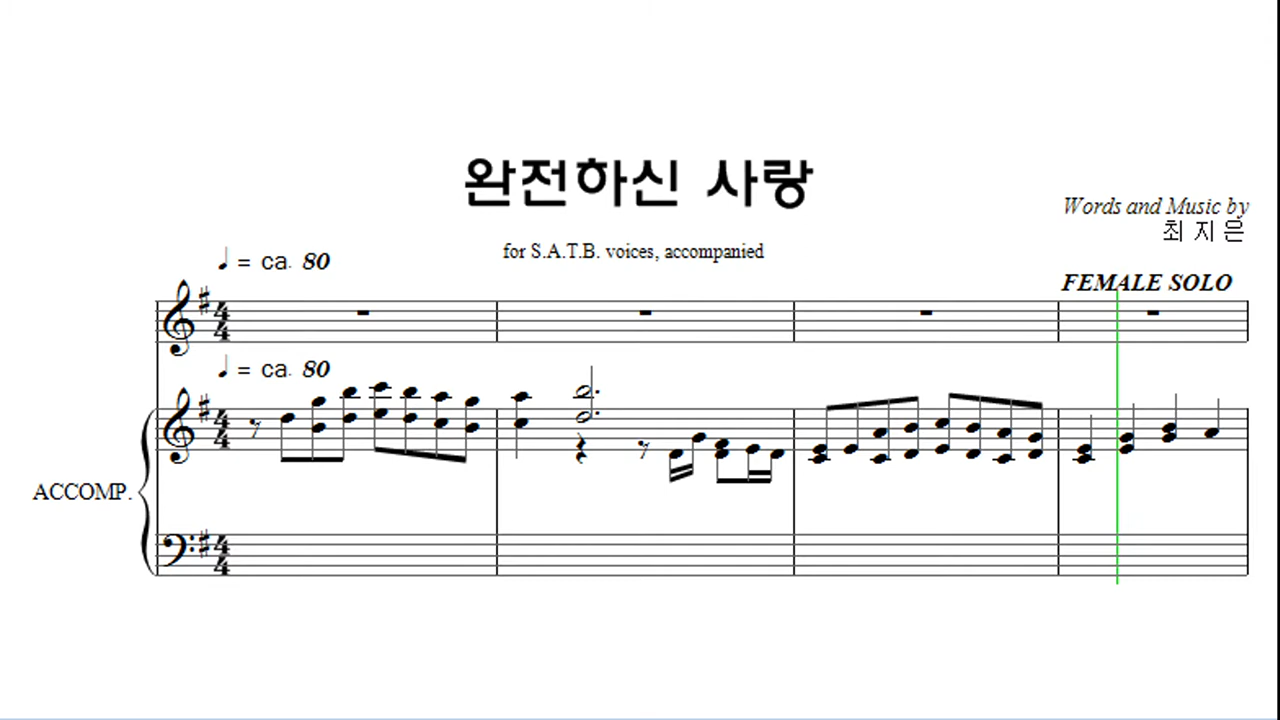 완전하신 사랑
Words and Music by
최 지 은
for S.A.T.B. voices, accompanied
♩ = ca. 80
FEMALE SOLO
♩ = ca. 80
ACCOMP.